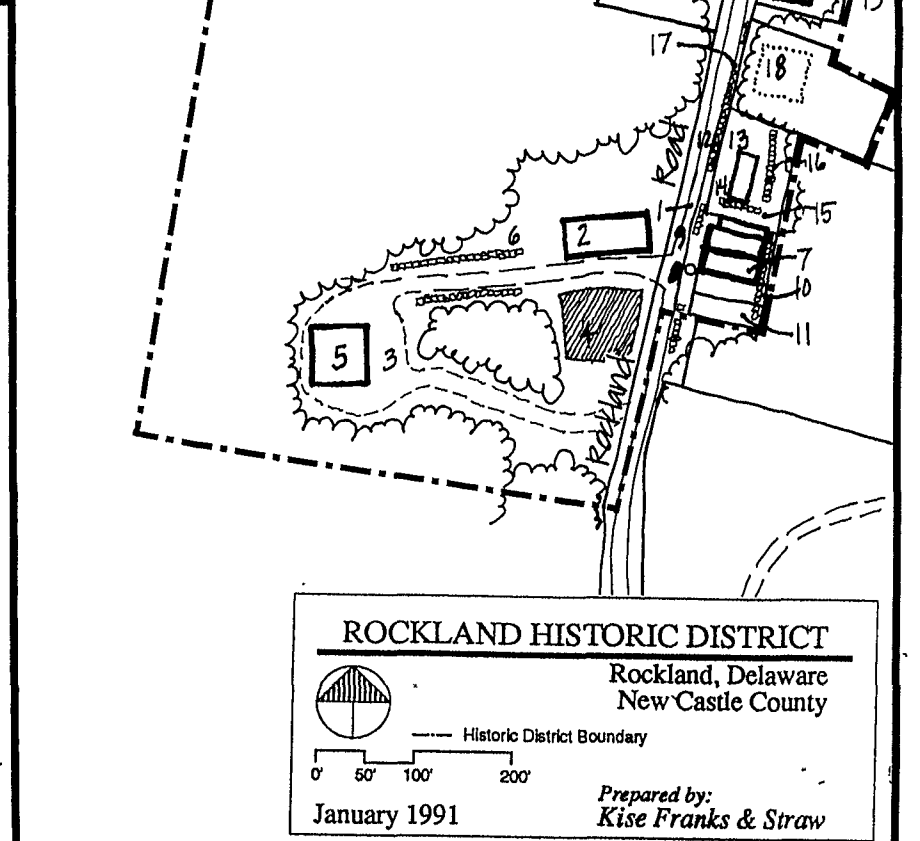 17
18
Road
12
13
16
14
1
15
6
2
9
7
10
11
5
3
4
Rockland
ROCKLAND HISTORIC DISTRICT
Rockland, Delaware
New Castle County
Historic District Boundary
0' 50' 100' 200'
January 1991
Prepared by:
Kise Franks & Straw